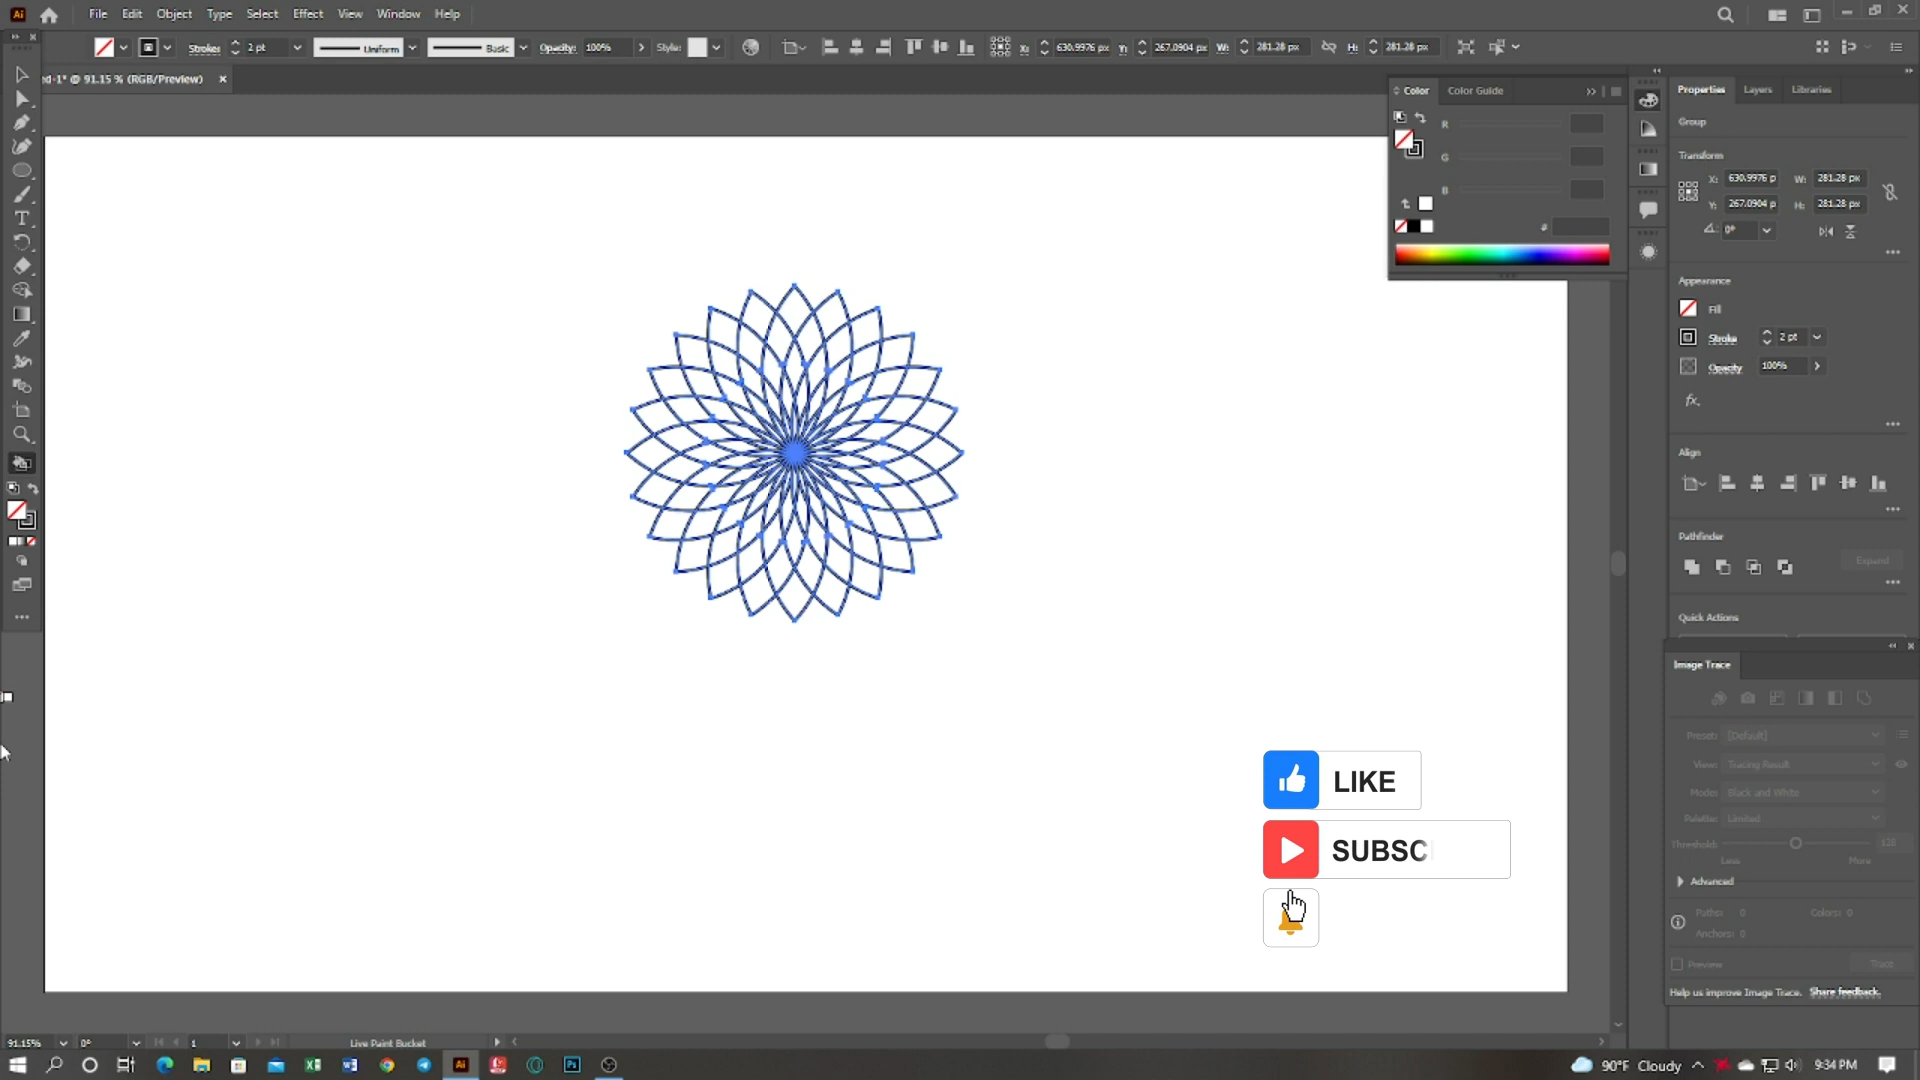 Ai File Edit Object Type Select Effect View Window Help
Stroke: 2 pt Uniform Basic Opacity: 100% Style: X: 630.9976 px Y: 267.0904 px W: 281.28 px H: 281.28 px
d-1* @ 91.15 % (RGB/Preview) ×
Color Color Guide
R
G
B
#
Properties Layers Libraries
Group
Transform
X: 630.9976 p W: 281.28 px
Y: 267.0904 p H: 281.28 px
0°
Appearance
Fill
Stroke 2 pt
Opacity 100%
fx.
Align
Pathfinder
Expand
Quick Actions
Image Trace
Preset: [Default]
View: Tracing Result
Mode: Black and White
Palette: Limited
Threshold: 128
Less More
Advanced
Paths: 0 Colors: 0
Anchors: 0
Preview Trace
Help us improve Image Trace. Share feedback.
LIKE
SUBSC
91.15% 0° 1 Live Paint Bucket
90°F Cloudy 9:34 PM